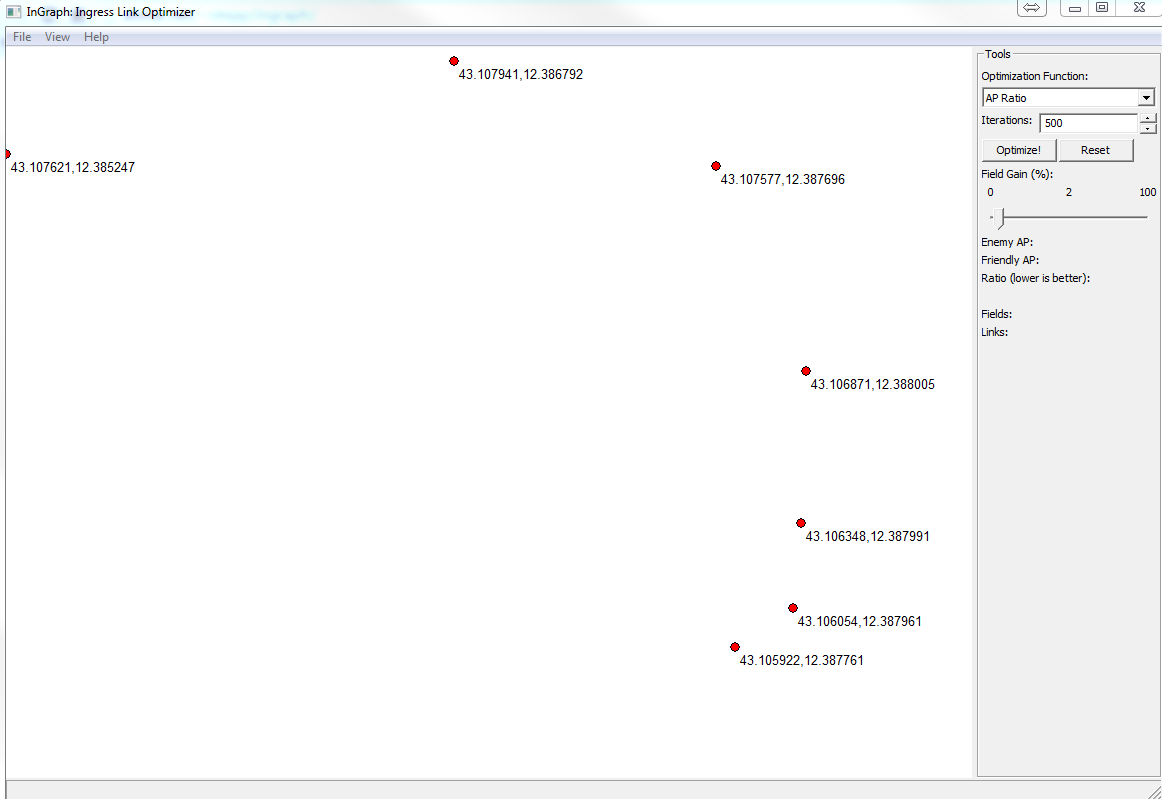 InGraph: Ingress Link Optimizer
File View Help
43.107941,12.386792
43.107621,12.385247
43.107577,12.387696
43.106871,12.388005
43.106348,12.387991
43.106054,12.387961
43.105922,12.387761
Tools
Optimization Function:
AP Ratio
Iterations: 500
Optimize! Reset
Field Gain (%):
0 2 100
Enemy AP:
Friendly AP:
Ratio (lower is better):
Fields:
Links: